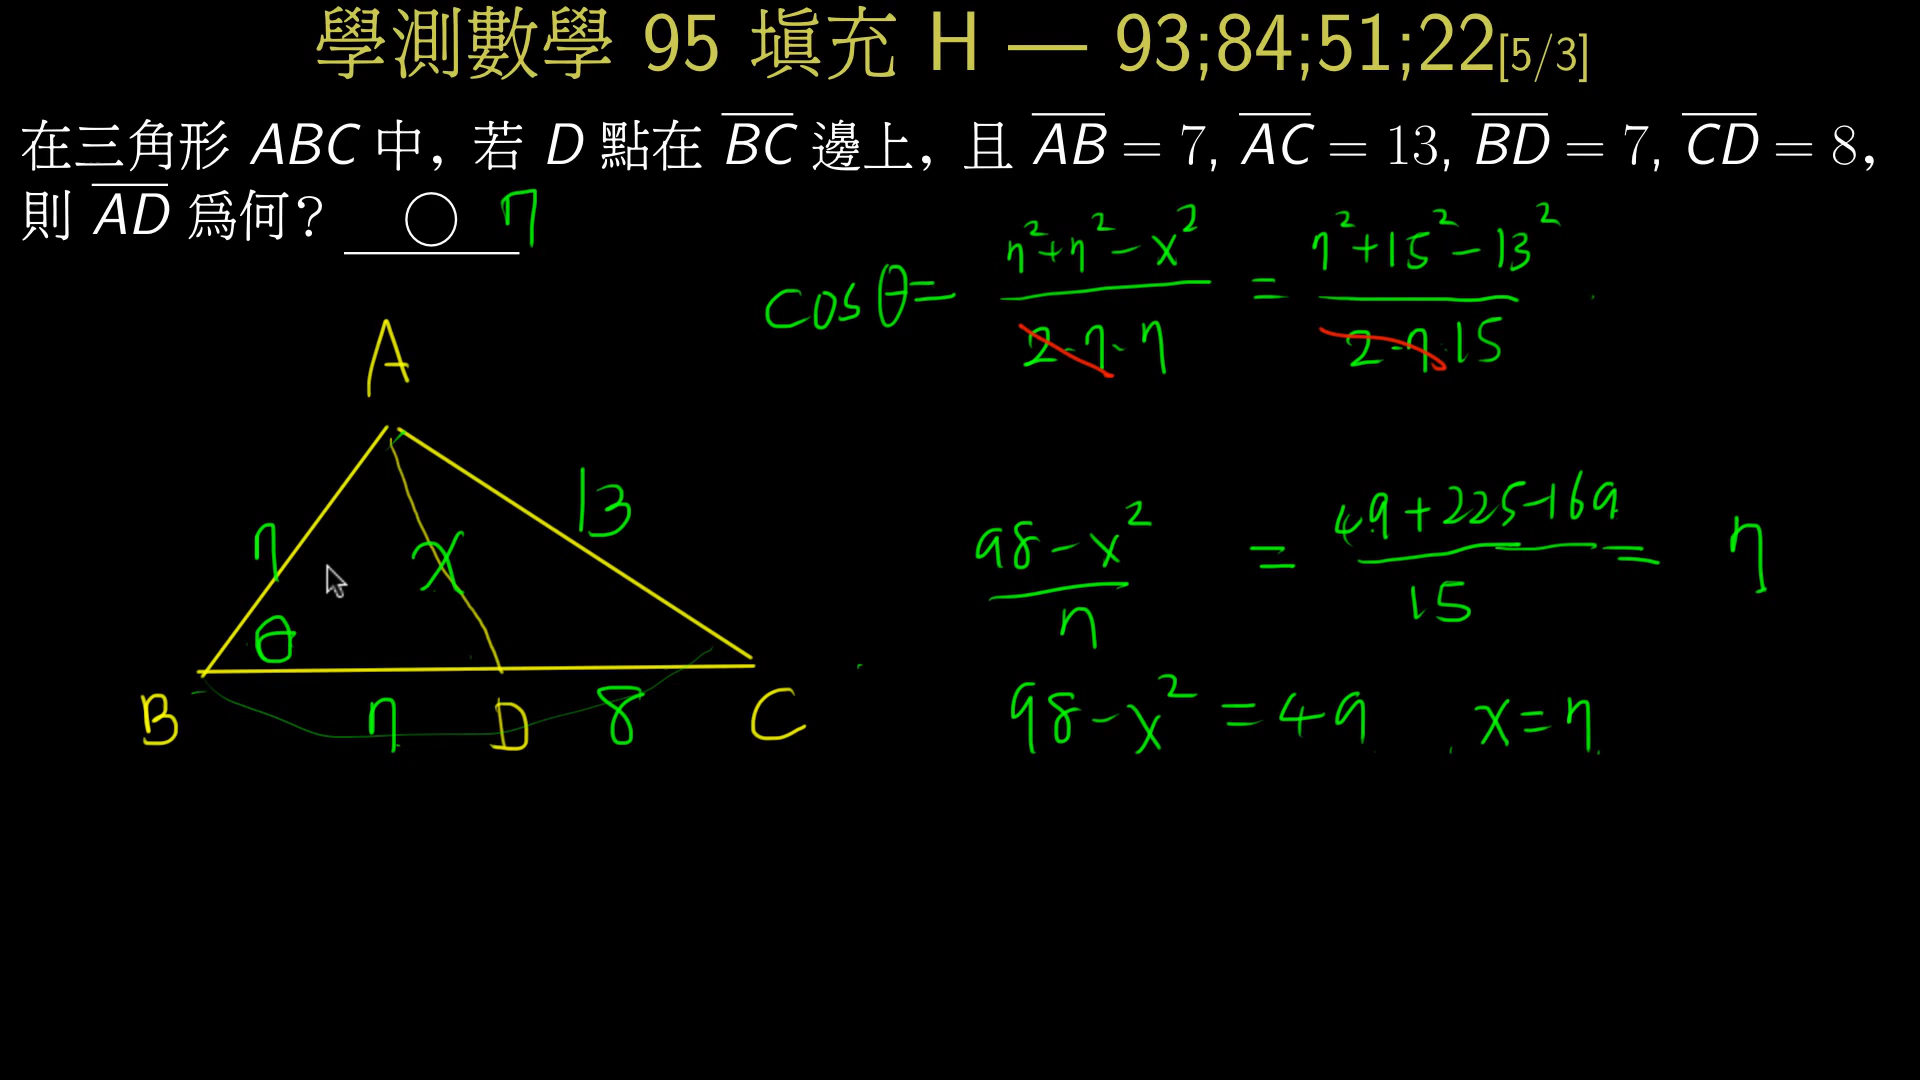 學測數學 95 填充 H — 93;84;51;22[5/3]
在三角形 ABC 中，若 D 點在 BC 邊上，且 AB = 7, AC = 13, BD = 7, CD = 8,
則 AD 為何？ ○ 7
cosθ = (7²+7²−x²)/(2·7·7) = (7²+15²−13²)/(2·7·15)
A
13
7 x
(98−x²)/7 = (49+225−169)/15 = 7
θ
B 7 D 8 C
98−x² = 49 x=7